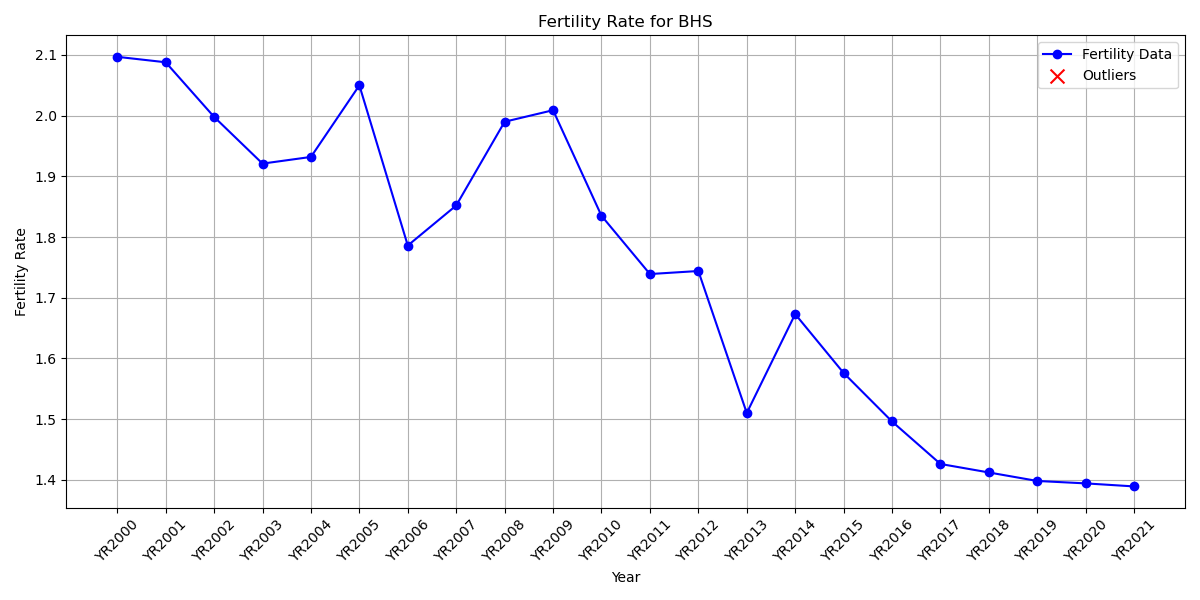 Fertility Rate for BHS
Fertility Data
Outliers
Fertility Rate
2.1
2.0
1.9
1.8
1.7
1.6
1.5
1.4
YR2000
YR2001
YR2002
YR2003
YR2004
YR2005
YR2006
YR2007
YR2008
YR2009
YR2010
YR2011
YR2012
YR2013
YR2014
YR2015
YR2016
YR2017
YR2018
YR2019
YR2020
YR2021
Year